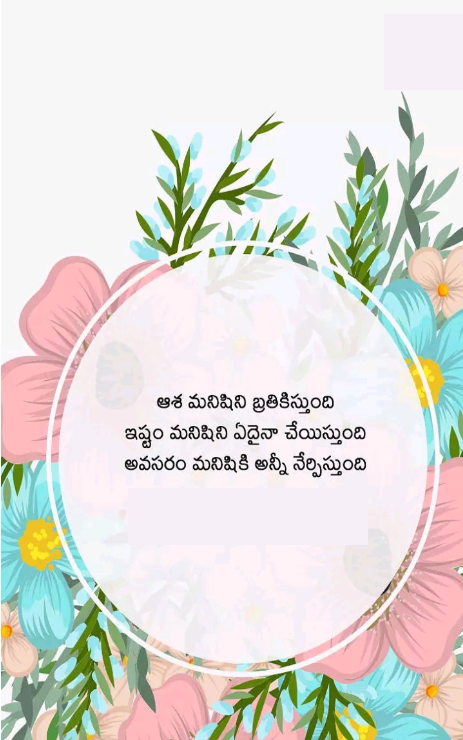 ఆశ మనిషిని బ్రతికిస్తుంది
ఇష్టం మనిషిని ఏదైనా చేయిస్తుంది
అవసరం మనిషికి అన్నీ నేర్పిస్తుంది